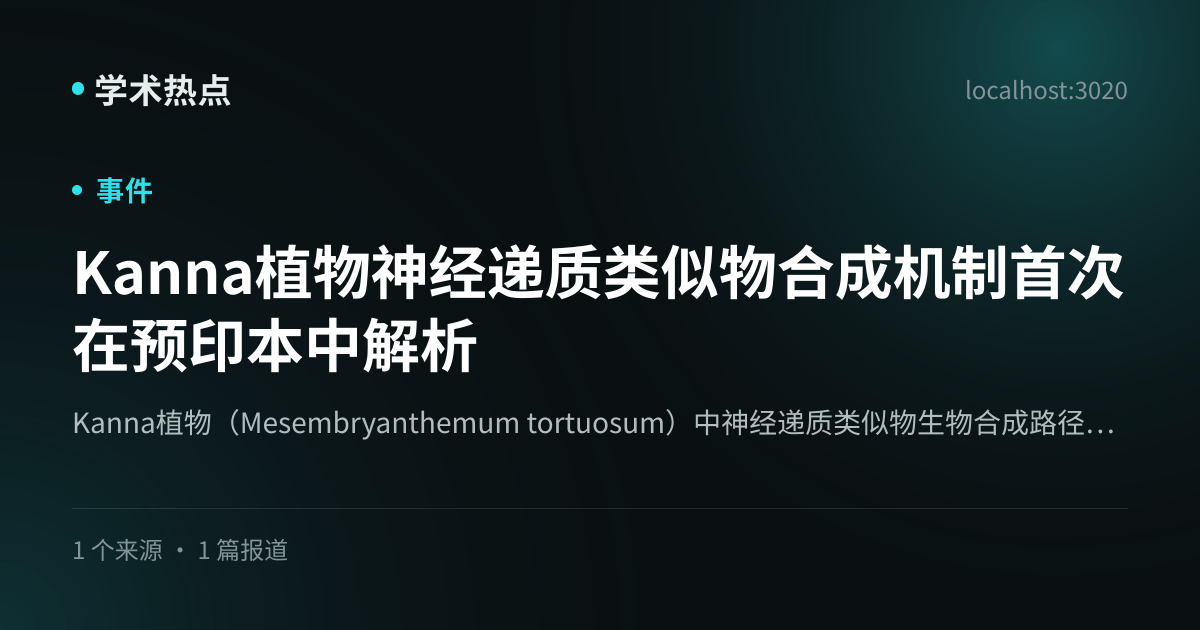 学术热点
localhost:3020
事件
Kanna植物神经递质类似物合成机制首次
在预印本中解析
Kanna植物（Mesembryanthemum tortuosum）中神经递质类似物生物合成路径…
1 个来源 · 1 篇报道